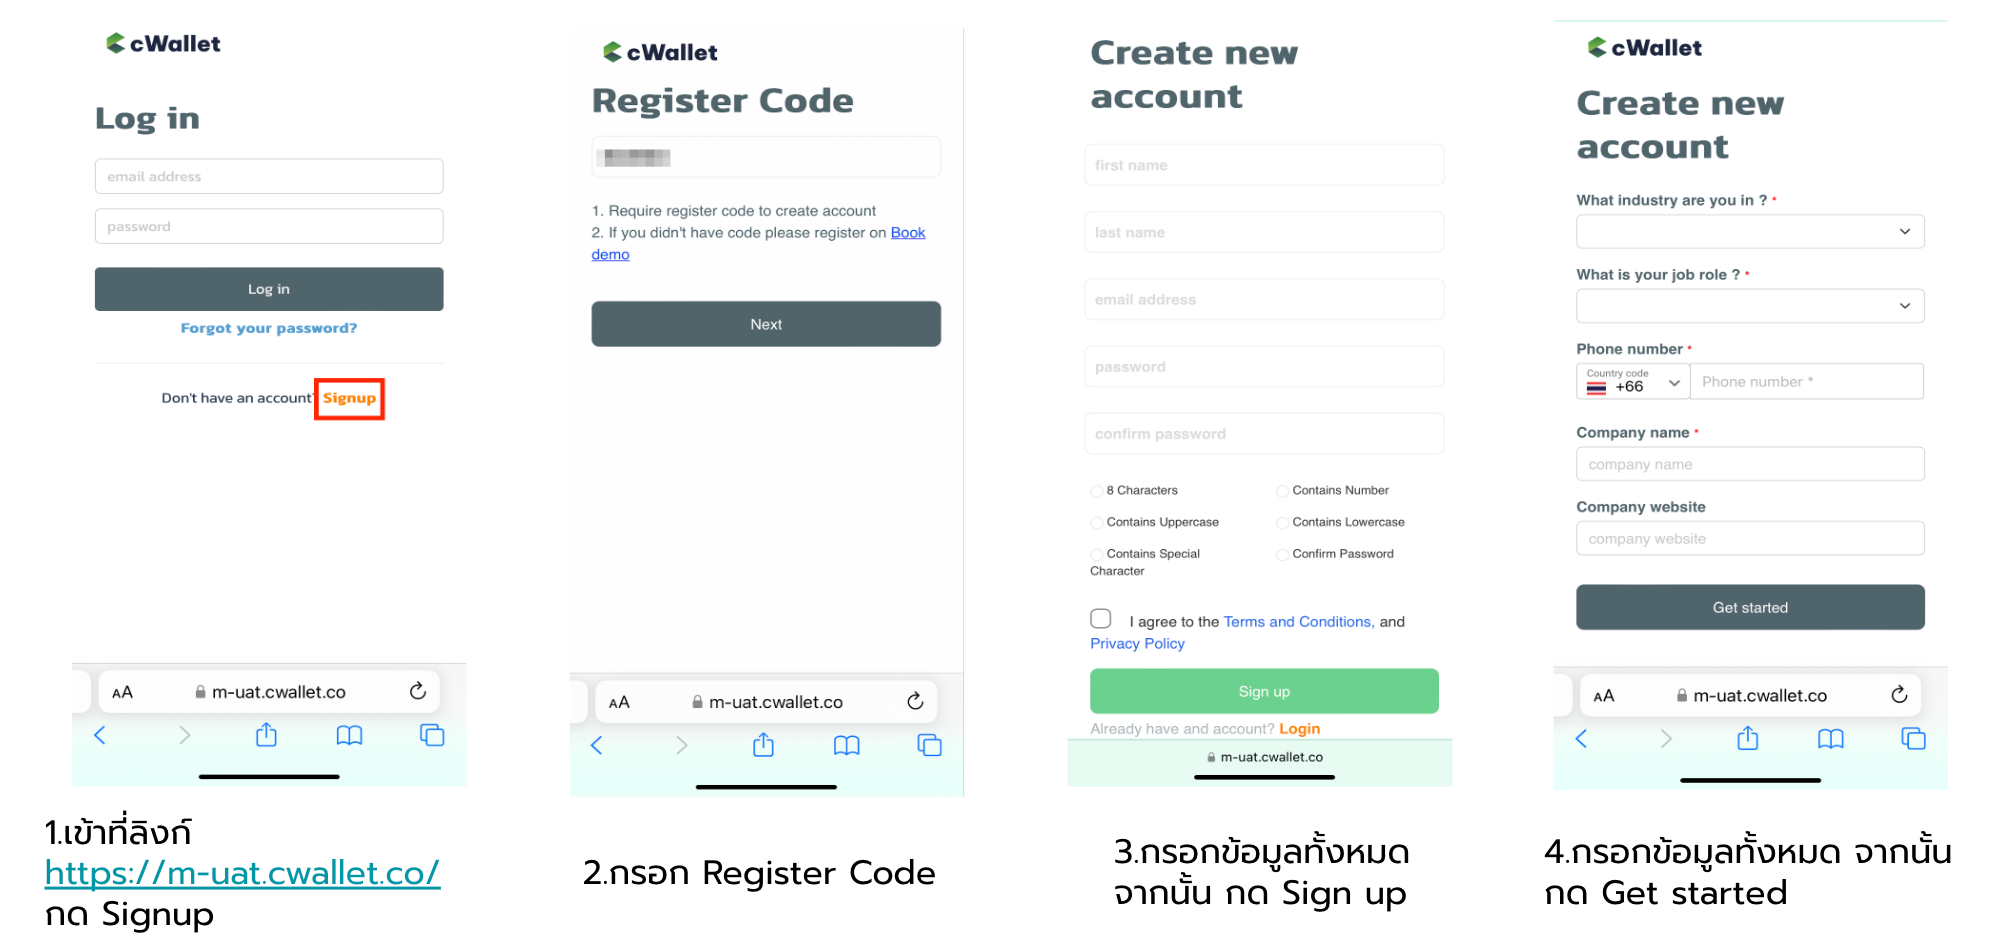 cWallet
Log in
email address
password
Log in
Forgot your password?
Don't have an account? Signup
AA m-uat.cwallet.co
1.เข้าที่ลิงก์
https://m-uat.cwallet.co/
กด Signup
cWallet
Register Code
1. Require register code to create account
2. If you didn't have code please register on Book
demo
Next
AA m-uat.cwallet.co
2.กรอก Register Code
Create new
account
first name
last name
email address
password
confirm password
8 Characters Contains Number
Contains Uppercase Contains Lowercase
Contains Special Confirm Password
Character
I agree to the Terms and Conditions, and
Privacy Policy
Sign up
Already have and account? Login
m-uat.cwallet.co
3.กรอกข้อมูลทั้งหมด
จากนั้น กด Sign up
cWallet
Create new
account
What industry are you in ? *
What is your job role ? *
Phone number *
Country code
+66 Phone number *
Company name *
company name
Company website
company website
Get started
AA m-uat.cwallet.co
4.กรอกข้อมูลทั้งหมด จากนั้น
กด Get started